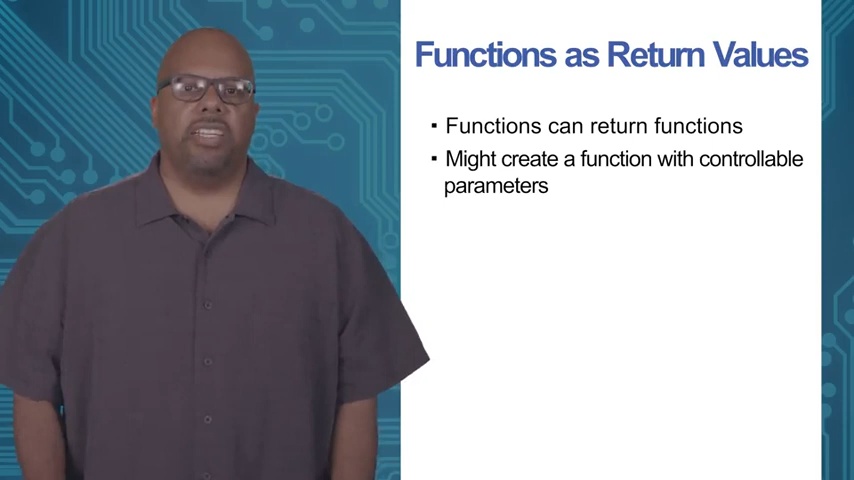 Functions as Return Values
▪ Functions can return functions
▪ Might create a function with controllable
parameters